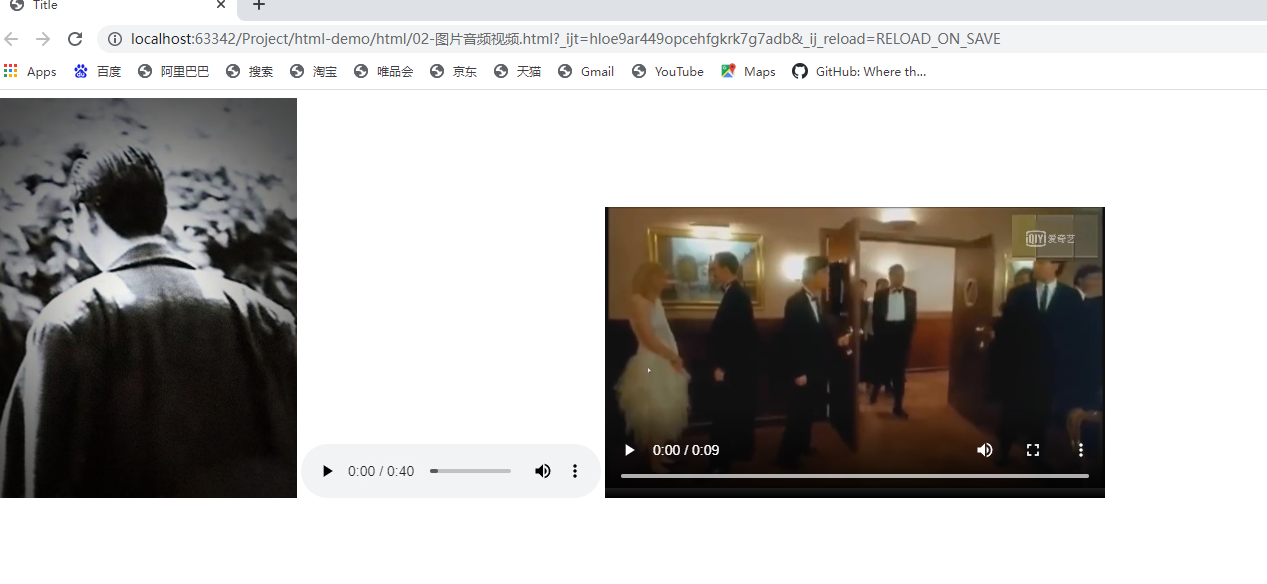 Title
localhost:63342/Project/html-demo/html/02-图片音频视频.html?_ijt=hloe9ar449opcehfgkrk7g7adb&_ij_reload=RELOAD_ON_SAVE
Apps 百度 阿里巴巴 搜索 淘宝 唯品会 京东 天猫 Gmail YouTube Maps GitHub: Where th...
QIY 爱奇艺
0:00 / 0:09
0:00 / 0:40